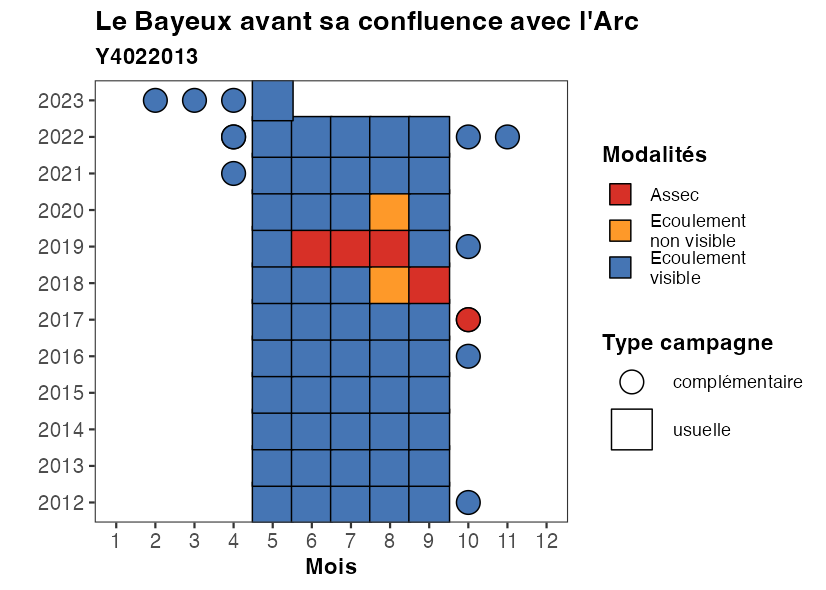 Le Bayeux avant sa confluence avec l'Arc
Y4022013
2023
2022
2021
2020
2019
2018
2017
2016
2015
2014
2013
2012
1 2 3 4 5 6 7 8 9 10 11 12
Mois
Modalités
Assec
Ecoulement
non visible
Ecoulement
visible
Type campagne
complémentaire
usuelle